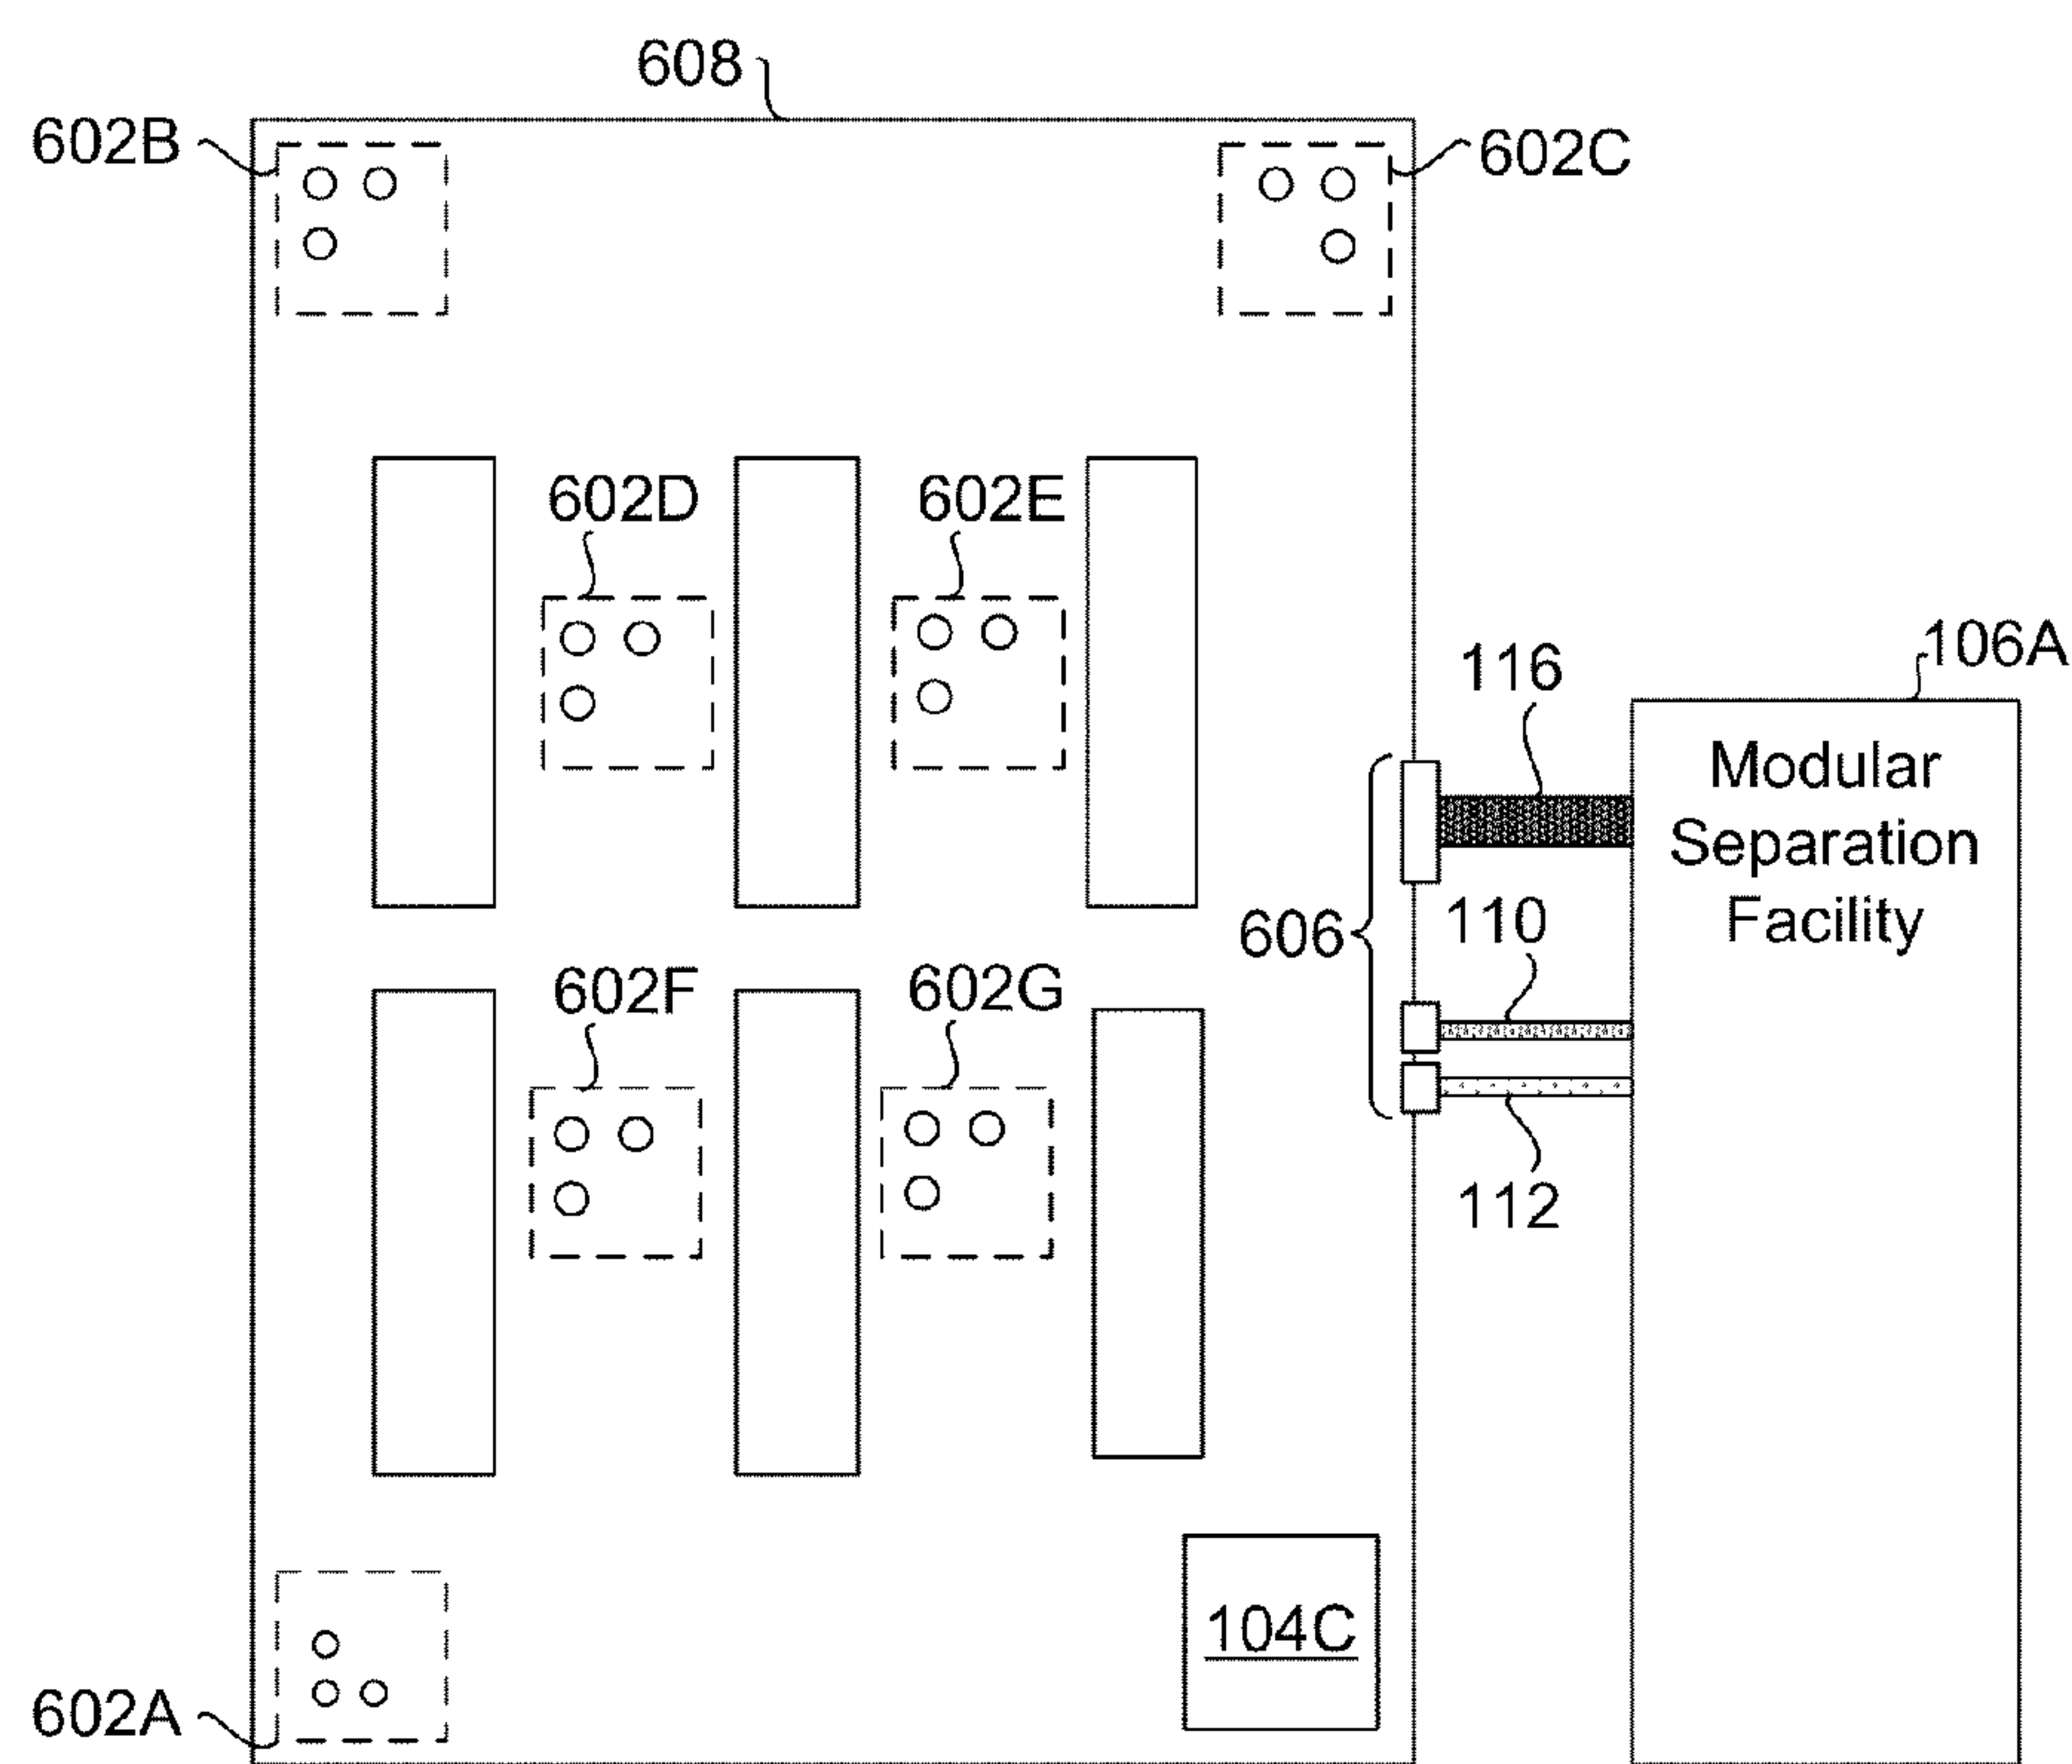 608
602B
602C
602D
602E
116
106A
Modular
Separation
Facility
606
110
602F
602G
112
104C
602A